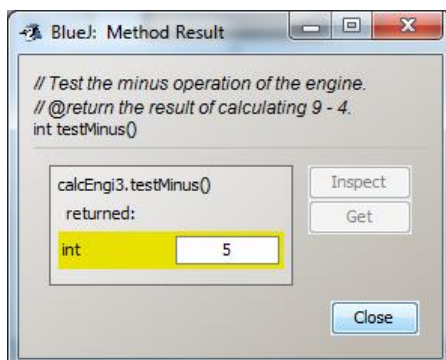 BlueJ: Method Result
// Test the minus operation of the engine.
// @return the result of calculating 9 - 4.
int testMinus()
calcEngi3.testMinus()
returned:
int 5
Inspect
Get
Close